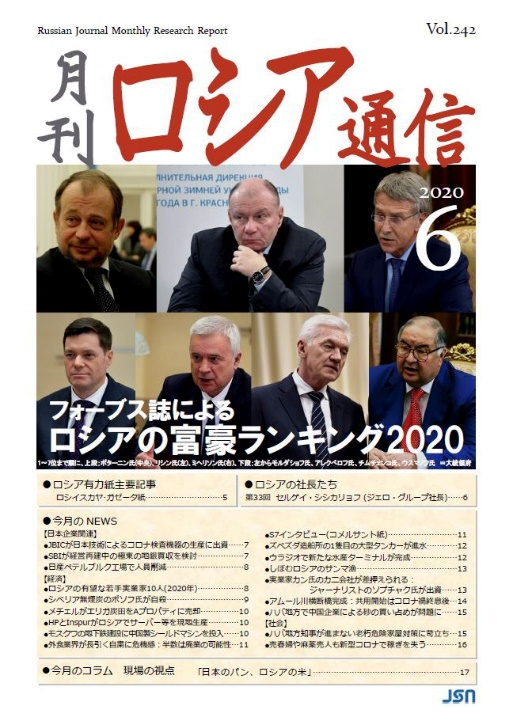 Russian Journal Monthly Research Report
Vol.242
月刊
ロシア通信
ЛНИТЕЛЬНАЯ ДИРЕКЦИЯ
РНОЙ ЗИМНЕЙ
ГОДА В Г. КРАСН
2020
6
フォーブス誌による
ロシアの富豪ランキング2020
1~7位まで順に、上段:ポターニン氏(中央)、リシン氏(左)、ミヘリソン氏(右)、下段:左からモルダショフ氏、アレクペロフ氏、チムチェンコ氏、ウスマノフ氏 =大統領府
●ロシア有力紙主要記事
ロシイスカヤ・ガゼータ紙 5
●ロシアの社長たち
第33回 セルゲイ・シシカリョフ(ジェロ・グループ社長) 6
●今月の NEWS
【日本企業関連】
●JBICが日本技術によるコロナ検査機器の生産に出資 7
●SBIが経営再建中の極東の地銀買収を検討 7
●日産ペテルブルク工場で人員削減 8
【経済】
●ロシアの有望な若手実業家10人(2020年) 8
●シベリア無煙炭のボソフ氏が自殺 9
●メチェルがエリガ炭田をAプロパティに売却 10
●HPとInspurがロシアでサーバー等を現地生産 10
●モスクワの地下鉄建設に中国製シールドマシンを投入 10
●外食業界が長引く自粛に危機感:半数は廃業の可能性 11
●S7インタビュー(コメルサント紙) 11
●ズベズダ造船所の1隻目の大型タンカーが進水 12
●ウラジオで新たな水産ターミナルが完成 12
●しぼむロシアのサンマ漁 13
●実業家カン氏のカニ会社が差押えられる:
ジャーナリストのソプチャク氏が出資 13
●アムール川横断橋完成:共用開始はコロナ禍終息後 14
●ハバ地方で中国企業による砂の買い占めが問題に 15
【社会】
●ハバ地方知事が進まない老朽危険家屋対策に苛立ち 15
●売春婦や麻薬売人も新型コロナで稼ぎを失う 16
●今月のコラム 現場の視点 「日本のパン、ロシアの米」 17
JSN